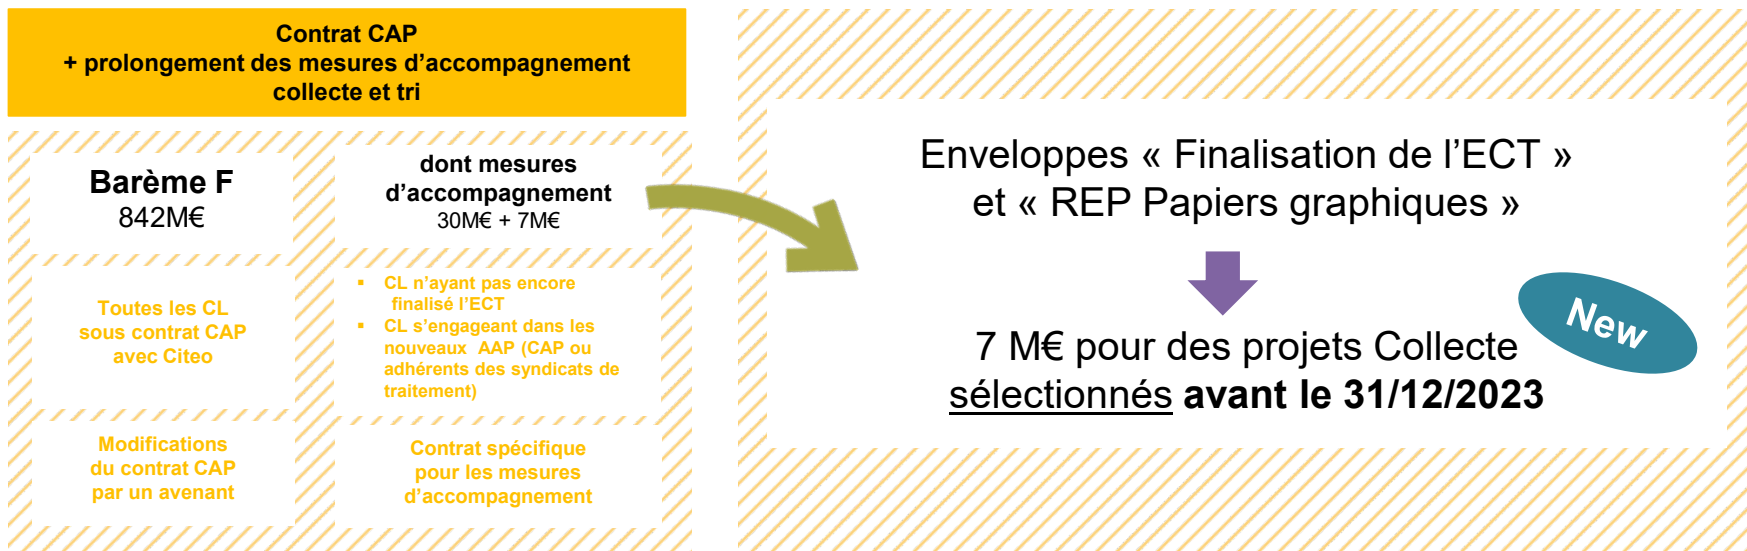 Contrat CAP
+ prolongement des mesures d’accompagnement
collecte et tri
Barème F
842M€
dont mesures
d’accompagnement
30M€ + 7M€
Toutes les CL
sous contrat CAP
avec Citeo
▪ CL n’ayant pas encore
finalisé l’ECT
▪ CL s’engageant dans les
nouveaux AAP (CAP ou
adhérents des syndicats de
traitement)
Modifications
du contrat CAP
par un avenant
Contrat spécifique
pour les mesures
d’accompagnement
Enveloppes « Finalisation de l’ECT »
et « REP Papiers graphiques »
New
7 M€ pour des projets Collecte
sélectionnés avant le 31/12/2023